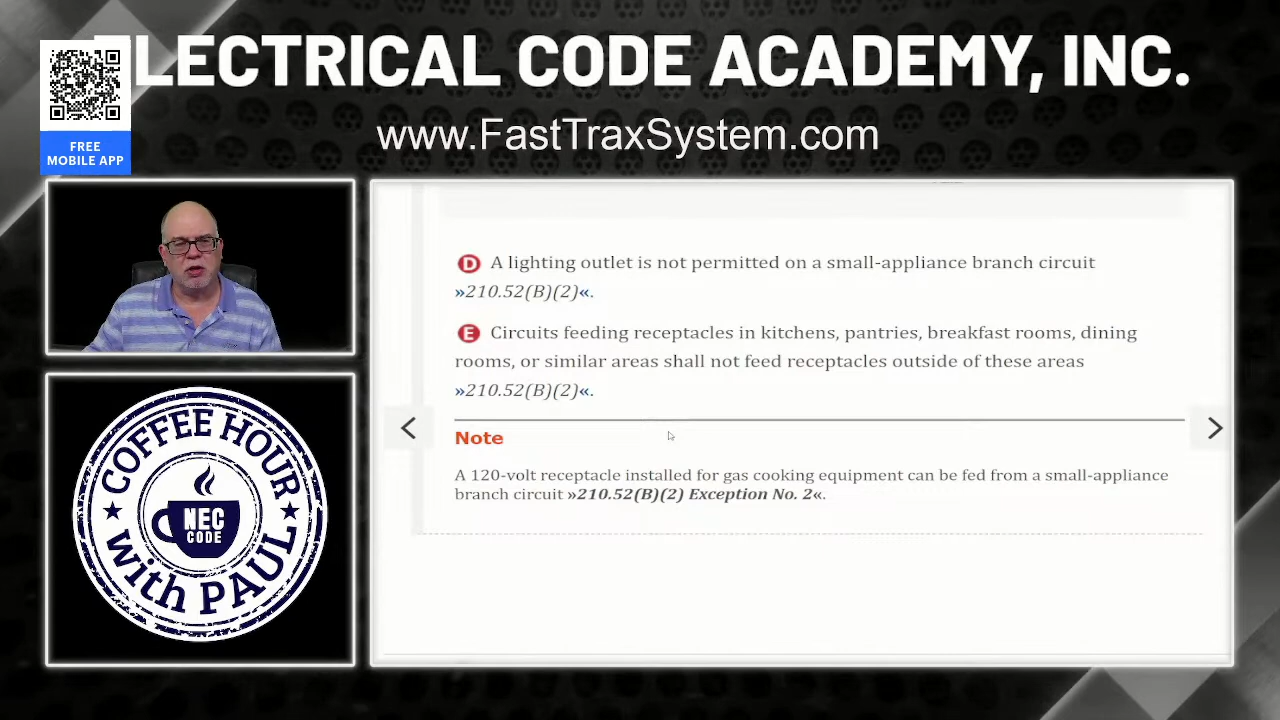 ELECTRICAL CODE ACADEMY, INC.
www.FastTraxSystem.com
FREE
MOBILE APP
D A lighting outlet is not permitted on a small-appliance branch circuit
»210.52(B)(2)«.
E Circuits feeding receptacles in kitchens, pantries, breakfast rooms, dining
rooms, or similar areas shall not feed receptacles outside of these areas
»210.52(B)(2)«.
Note
A 120-volt receptacle installed for gas cooking equipment can be fed from a small-appliance
branch circuit »210.52(B)(2) Exception No. 2«.
COFFEE HOUR
NEC
CODE
with PAUL